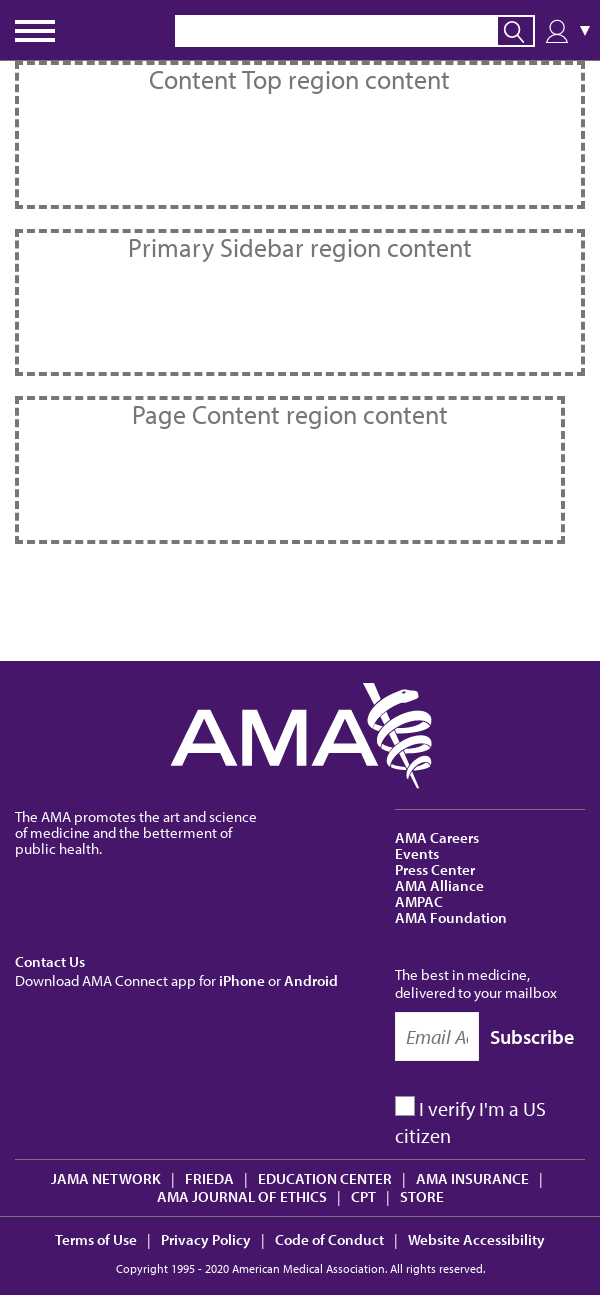 ▼
Content Top region content
Primary Sidebar region content
Page Content region content
AMA
The AMA promotes the art and science
of medicine and the betterment of
public health.
AMA Careers
Events
Press Center
AMA Alliance
AMPAC
AMA Foundation
Contact Us
Download AMA Connect app for iPhone or Android
The best in medicine,
delivered to your mailbox
Email Ad
Subscribe
I verify I'm a US
citizen
JAMA NETWORK | FRIEDA | EDUCATION CENTER | AMA INSURANCE |
AMA JOURNAL OF ETHICS | CPT | STORE
Terms of Use | Privacy Policy | Code of Conduct | Website Accessibility
Copyright 1995 - 2020 American Medical Association. All rights reserved.